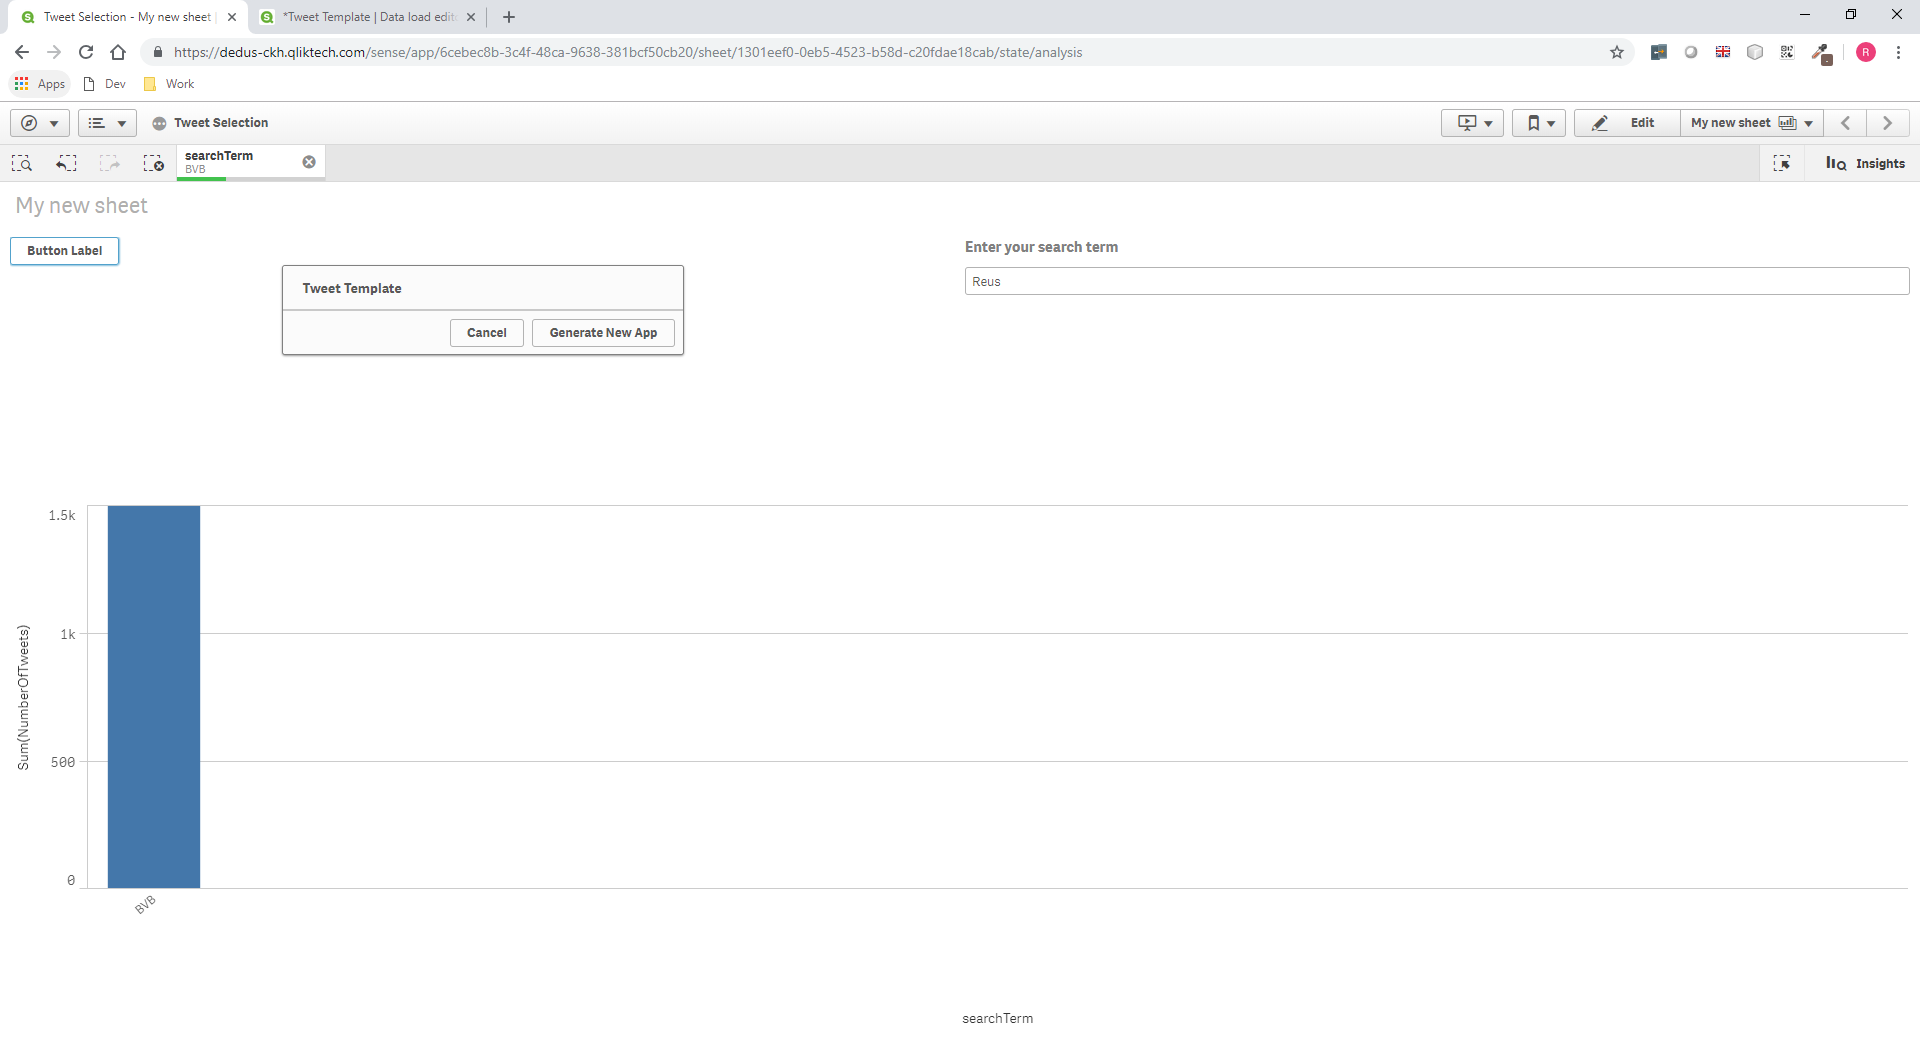 Tweet Selection - My new sheet
*Tweet Template | Data load edit
https://dedus-ckh.qliktech.com/sense/app/6cebec8b-3c4f-48ca-9638-381bcf50cb20/sheet/1301eef0-0eb5-4523-b58d-c20fdae18cab/state/analysis
R
Apps
Dev
Work
Tweet Selection
Edit
My new sheet
searchTerm
BVB
Insights
My new sheet
Button Label
Enter your search term
Tweet Template
Reus
Cancel
Generate New App
1.5k
1k
500
0
Sum(NumberOfTweets)
BVB
searchTerm